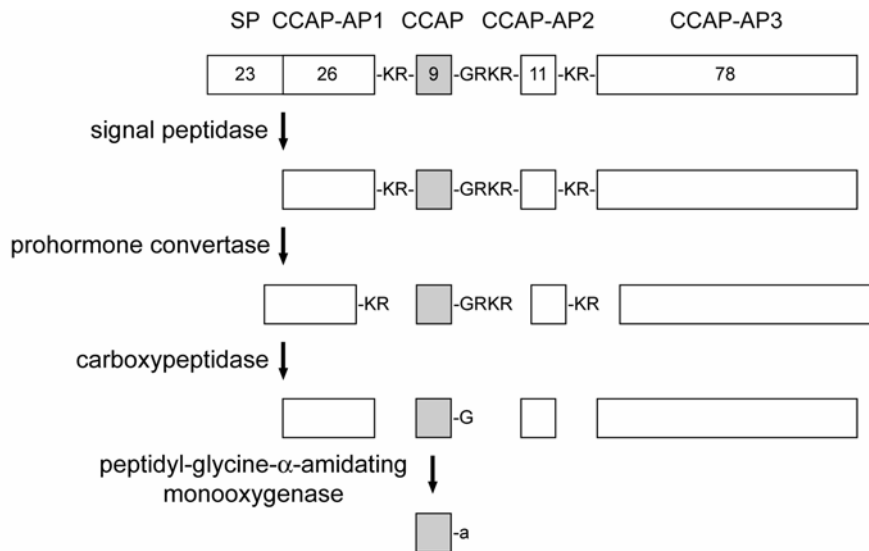 SP CCAP-AP1 CCAP CCAP-AP2 CCAP-AP3
23 26 -KR- 9 -GRKR- 11 -KR- 78
signal peptidase
-KR- -GRKR- -KR-
prohormone convertase
-KR -GRKR -KR
carboxypeptidase
-G
peptidyl-glycine-α-amidating
monooxygenase
-a